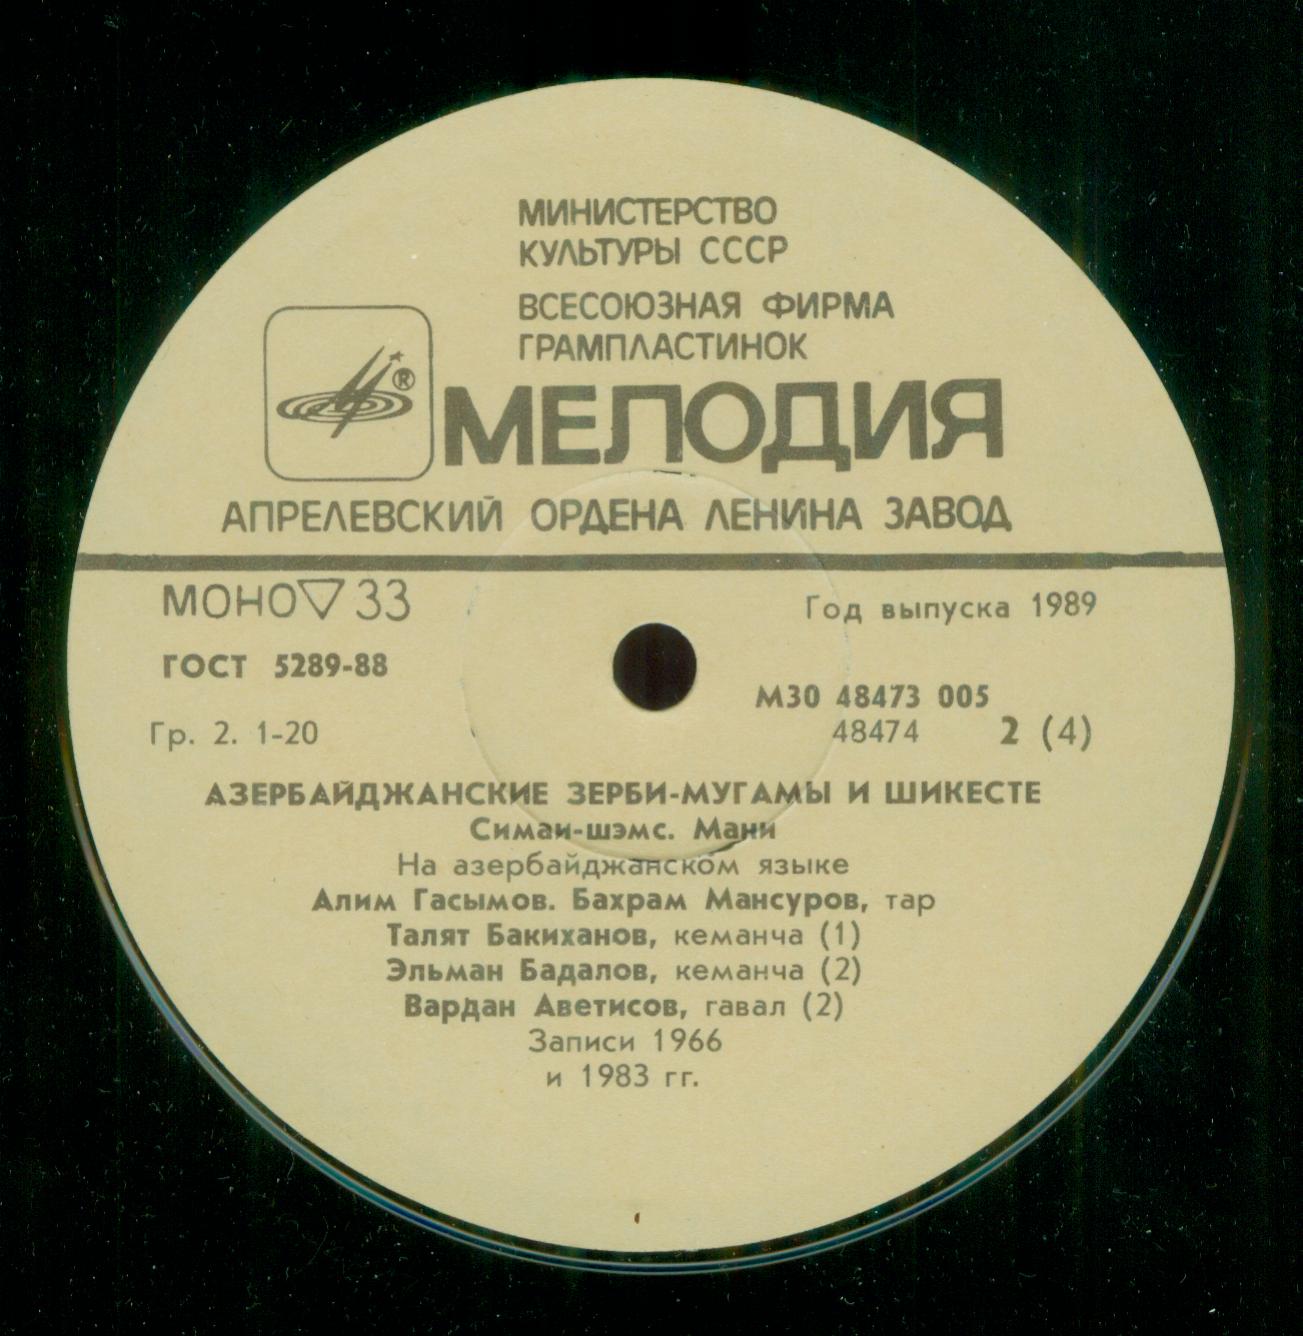 МИНИСТЕРСТВО
КУЛЬТУРЫ СССР
ВСЕСОЮЗНАЯ ФИРМА
ГРАМПЛАСТИНОК
®
МЕЛОДИЯ
АПРЕЛЕВСКИЙ ОРДЕНА ЛЕНИНА ЗАВОД
МОНО▽33
Год выпуска 1989
ГОСТ 5289-88
М30 48473 005
Гр. 2. 1-20
48474 2 (4)
АЗЕРБАЙДЖАНСКИЕ ЗЕРБИ-МУГАМЫ И ШИКЕСТЕ
Симаи-шэмс. Мани
На азербайджанском языке
Алим Гасымов. Бахрам Мансуров, тар
Талят Бакиханов, кеманча (1)
Эльман Бадалов, кеманча (2)
Вардан Аветисов, гавал (2)
Записи 1966
и 1983 гг.